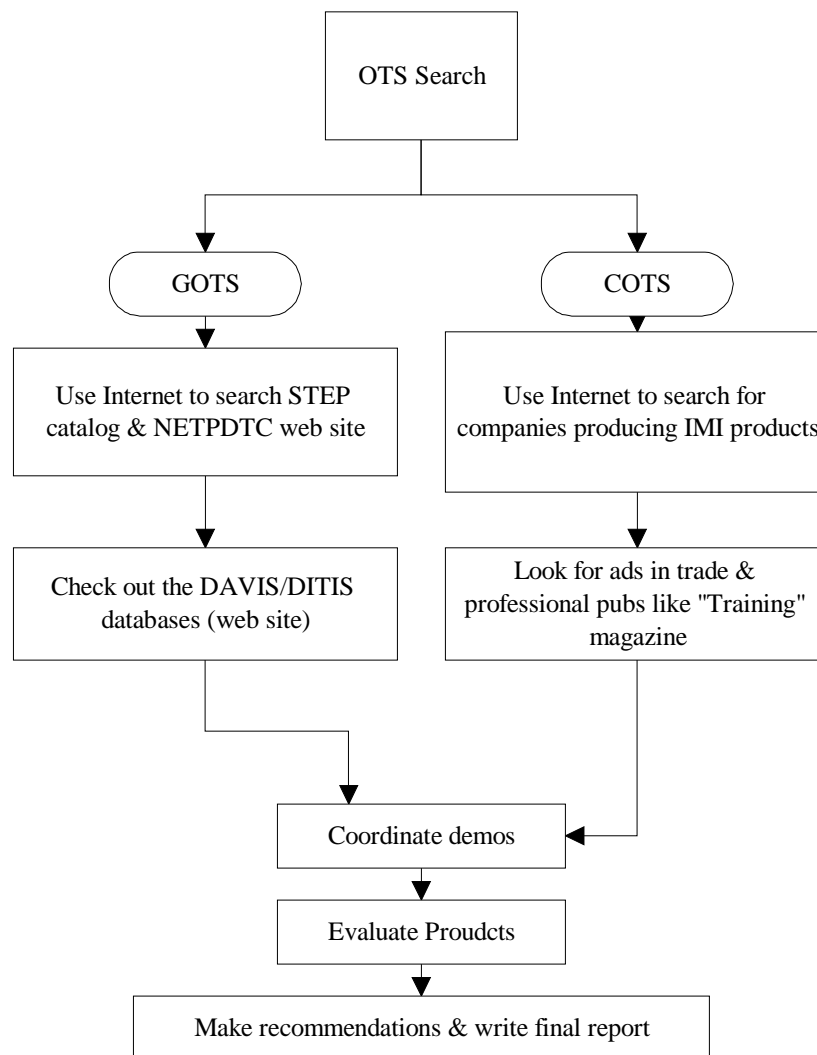 OTS Search
GOTS
COTS
Use Internet to search STEP
catalog & NETPDTC web site
Use Internet to search for
companies producing IMI products
Check out the DAVIS/DITIS
databases (web site)
Look for ads in trade &
professional pubs like "Training"
magazine
Coordinate demos
Evaluate Proudcts
Make recommendations & write final report